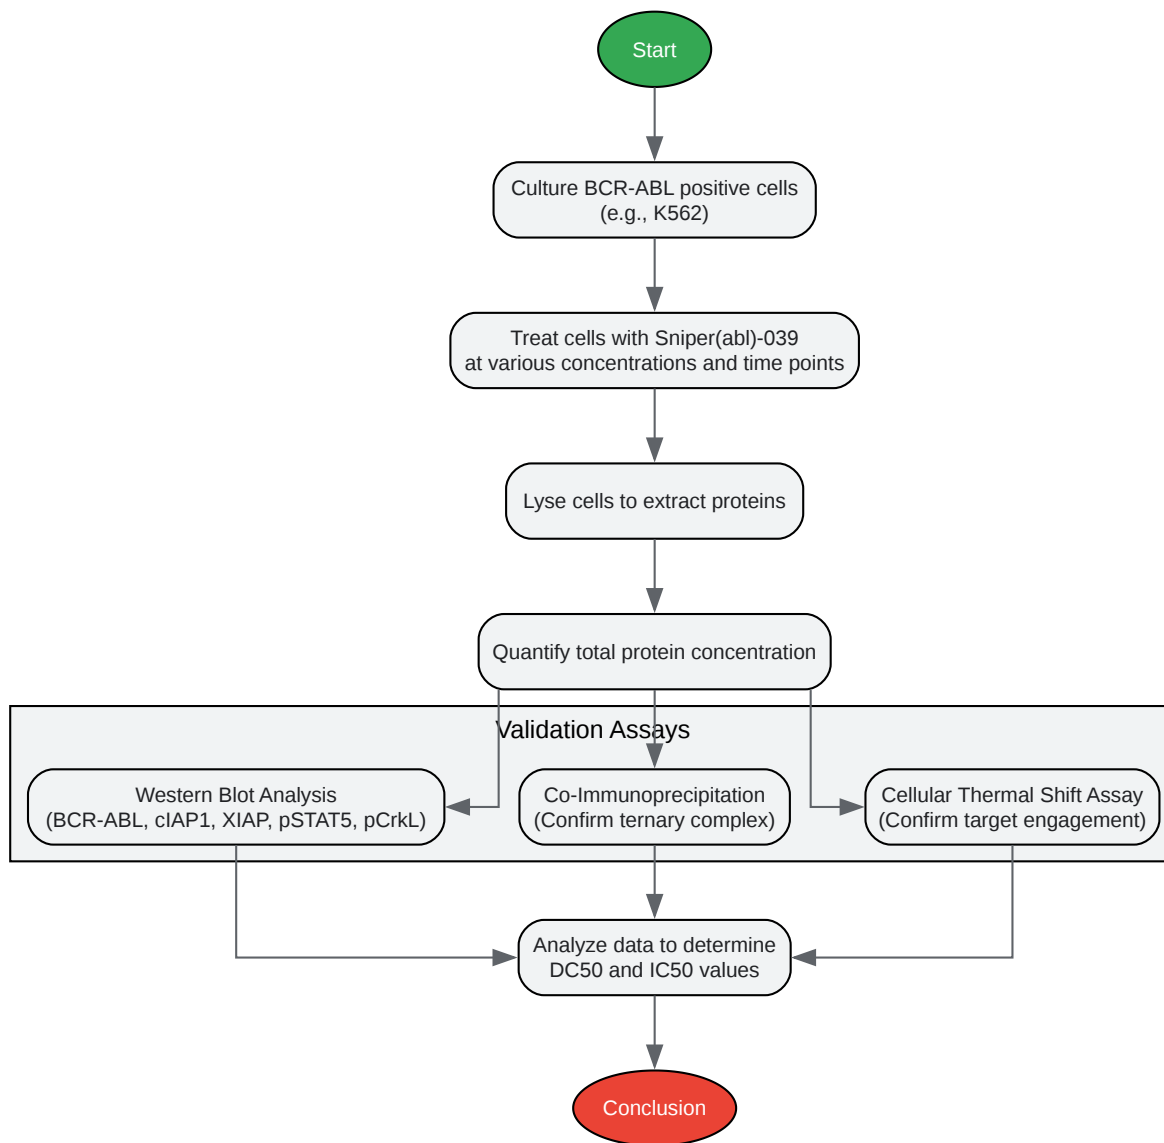 Start
Culture BCR-ABL positive cells
(e.g., K562)
Treat cells with Sniper(abl)-039
at various concentrations and time points
Lyse cells to extract proteins
Quantify total protein concentration
Validation Assays
Western Blot Analysis
(BCR-ABL, cIAP1, XIAP, pSTAT5, pCrkL)
Co-Immunoprecipitation
(Confirm ternary complex)
Cellular Thermal Shift Assay
(Confirm target engagement)
Analyze data to determine
DC50 and IC50 values
Conclusion